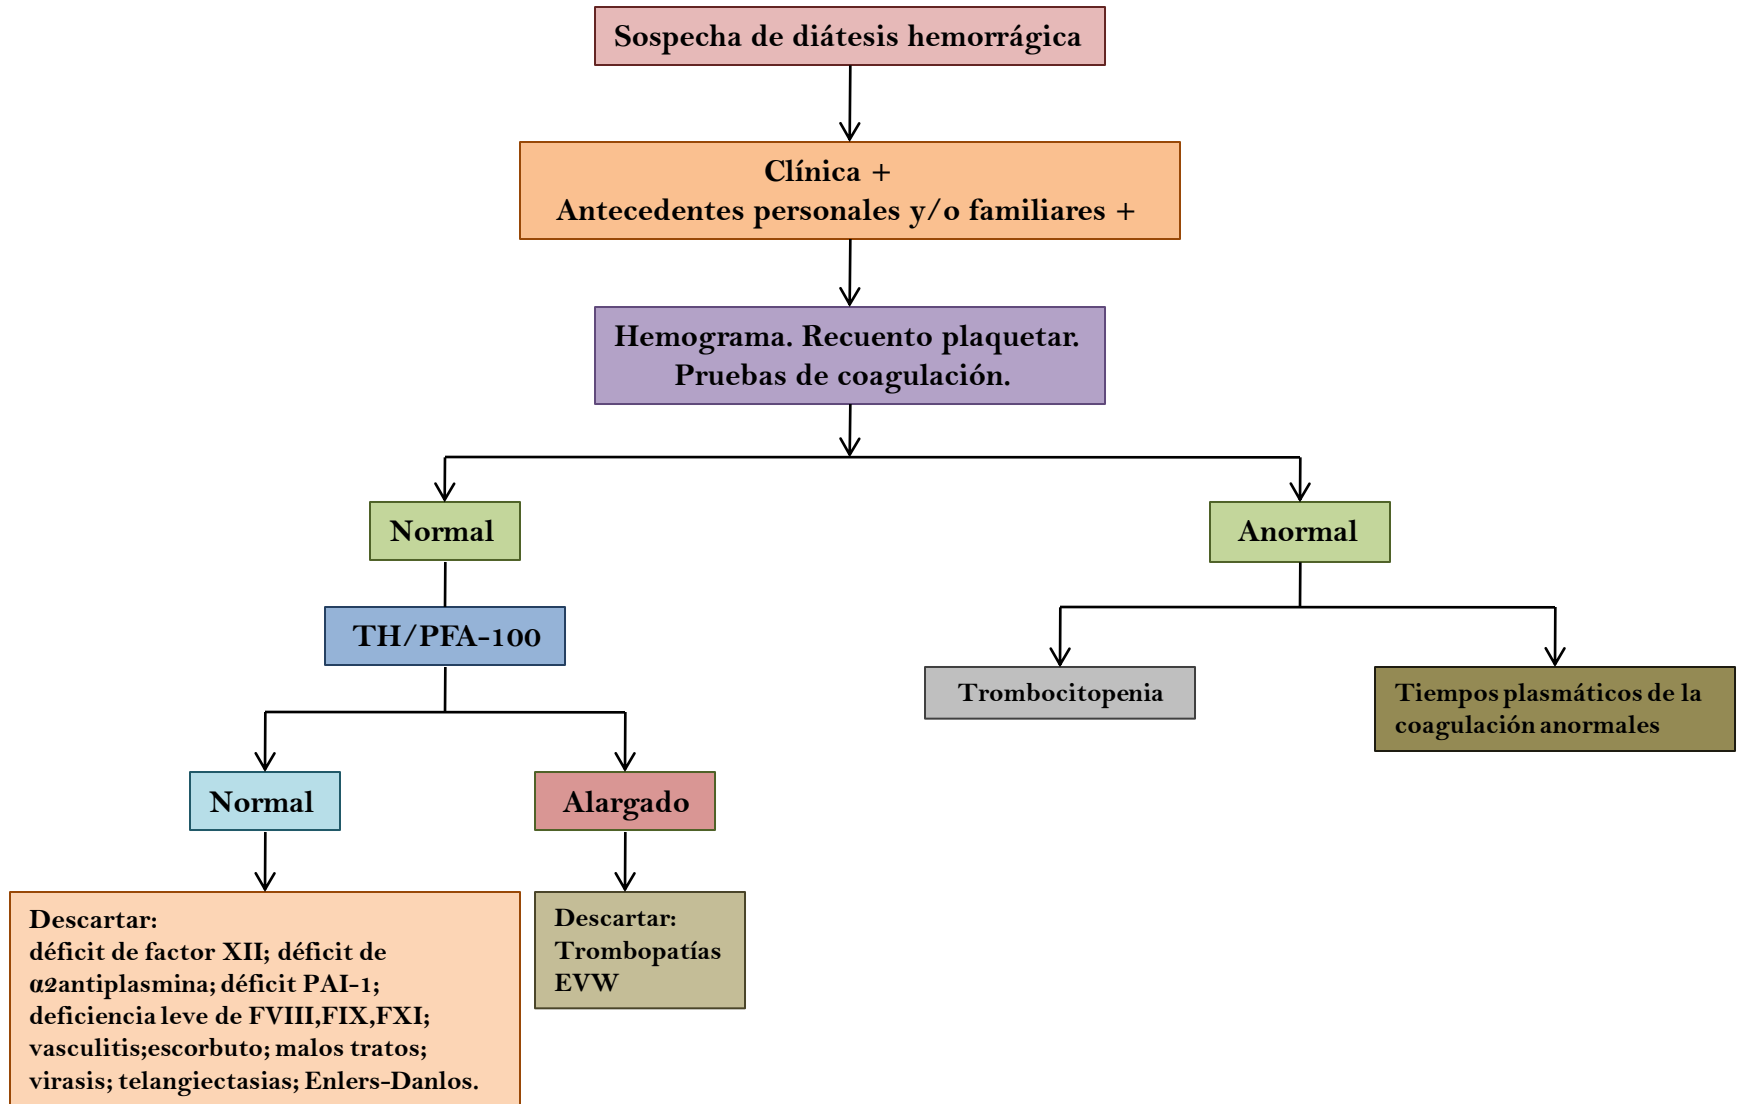 Sospecha de diátesis hemorrágica
Clínica +
Antecedentes personales y/o familiares +
Hemograma. Recuento plaquetar.
Pruebas de coagulación.
Normal
Anormal
TH/PFA-100
Trombocitopenia
Tiempos plasmáticos de la
coagulación anormales
Normal
Alargado
Descartar:
déficit de factor XII; déficit de
α2antiplasmina; déficit PAI-1;
deficiencia leve de FVIII,FIX,FXI;
vasculitis;escorbuto; malos tratos;
virasis; telangiectasias; Enlers-Danlos.
Descartar:
Trombopatías
EVW